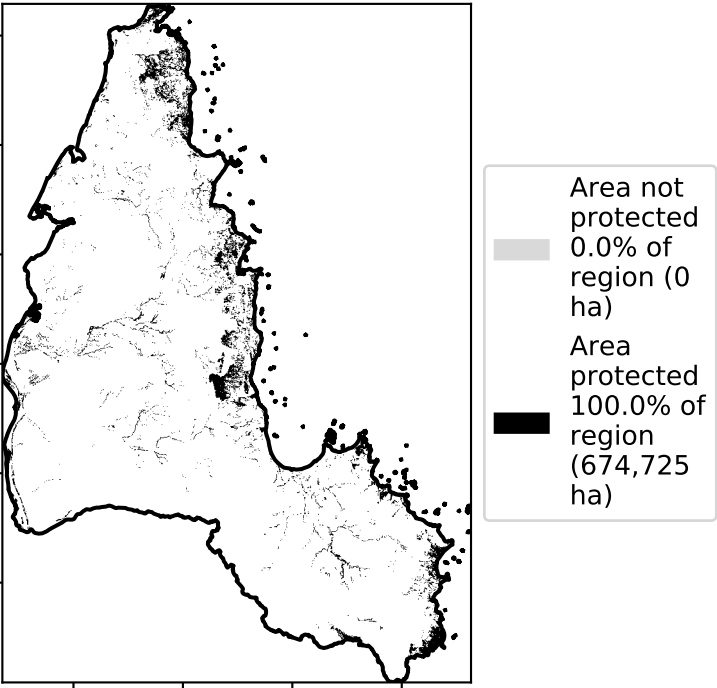 Area not
protected
0.0% of
region (0
ha)
Area
protected
100.0% of
region
(674,725
ha)